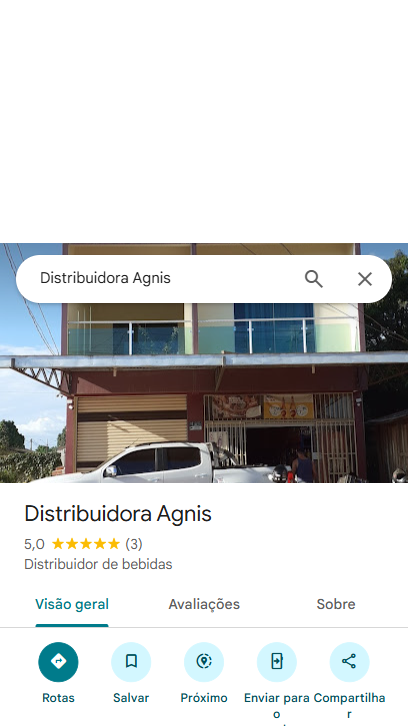 Distribuidora Agnis
Distribuidora Agnis
5,0 (3)
Distribuidor de bebidas
Visão geral Avaliações Sobre
Rotas Salvar Próximo Enviar para o Compartilhar